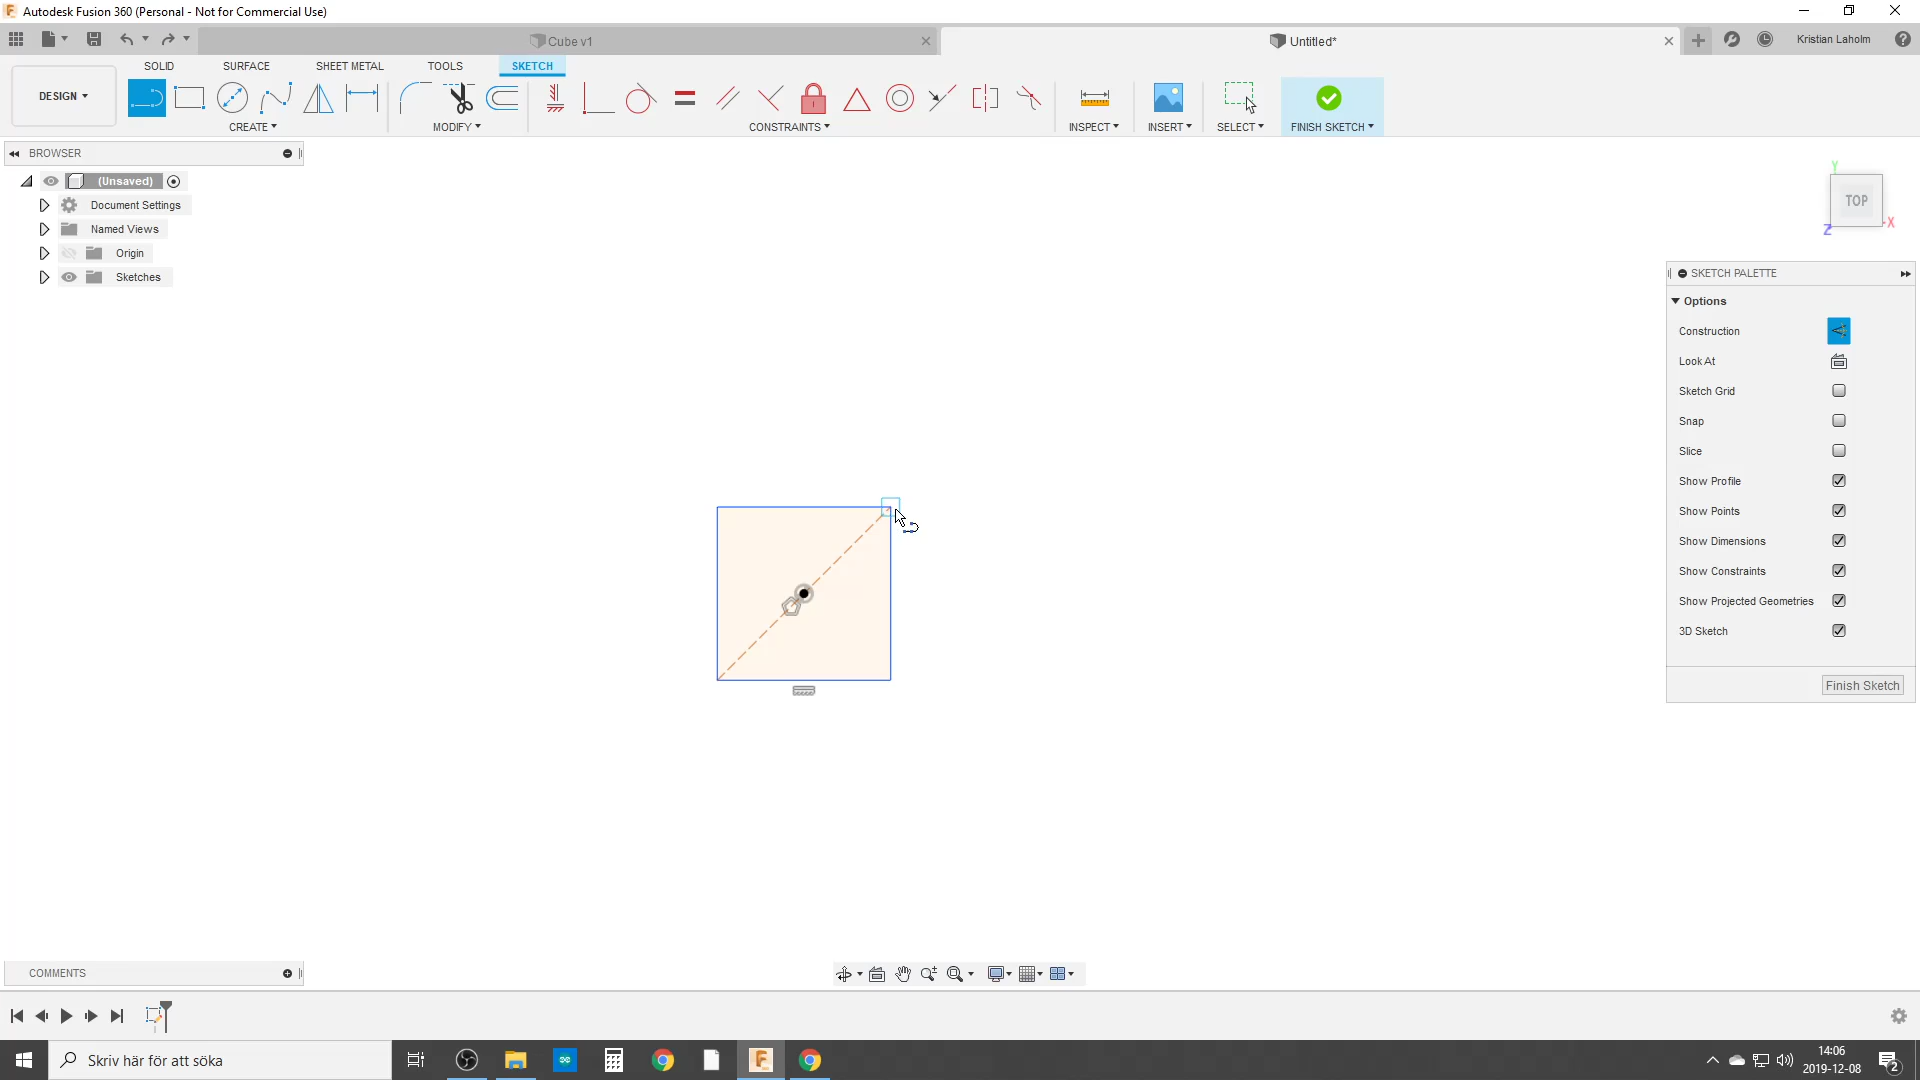 Autodesk Fusion 360 (Personal - Not for Commercial Use)
Cube v1
Untitled*
Kristian Laholm
DESIGN
SOLID
SURFACE
SHEET METAL
TOOLS
SKETCH
CREATE
MODIFY
CONSTRAINTS
INSPECT
INSERT
SELECT
FINISH SKETCH
BROWSER
(Unsaved)
Document Settings
Named Views
Origin
Sketches
Y
TOP
X
Z
SKETCH PALETTE
Options
Construction
Look At
Sketch Grid
Snap
Slice
Show Profile
Show Points
Show Dimensions
Show Constraints
Show Projected Geometries
3D Sketch
Finish Sketch
COMMENTS
Skriv här för att söka
14:06
2019-12-08
2